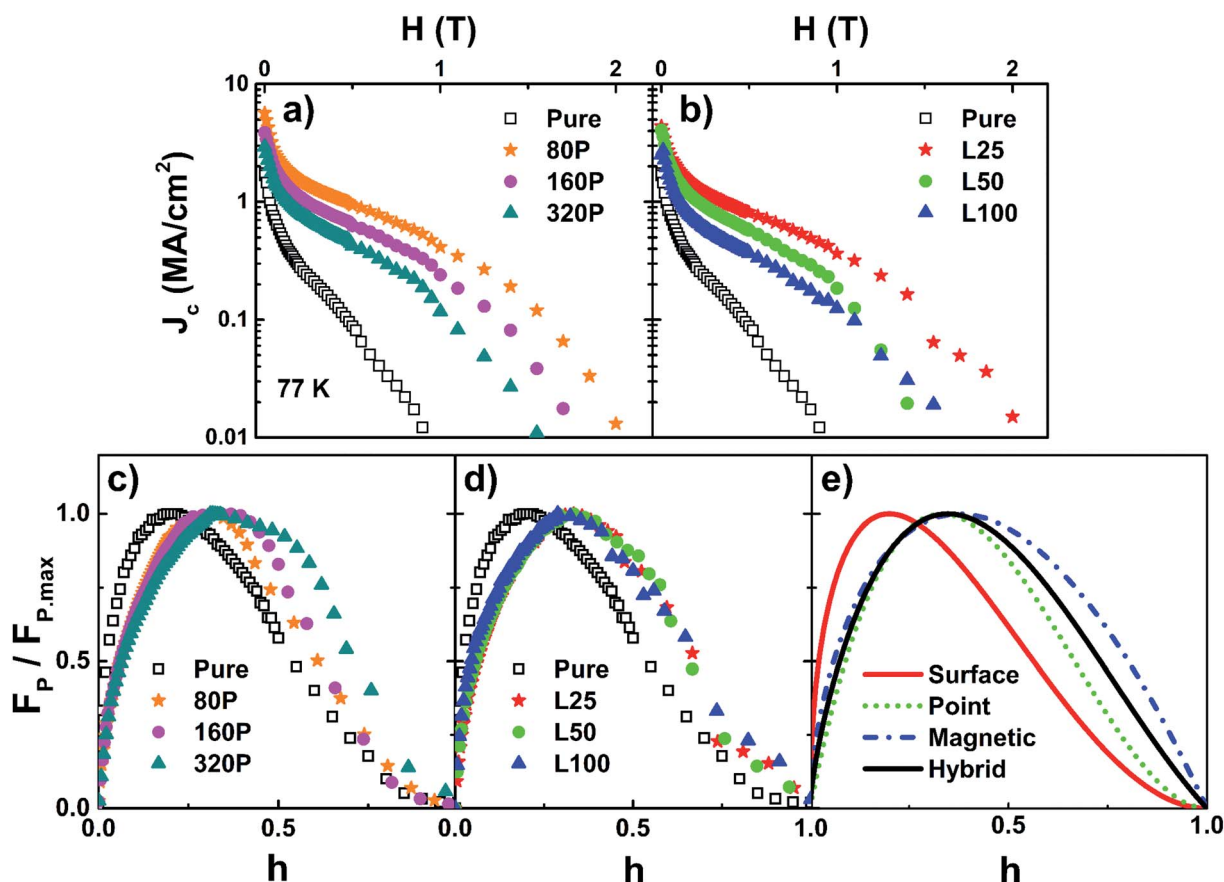 H (T)
H (T)
0 1 2
0 1 2
10
1
0.1
0.01
J_c (MA/cm²)
a)
Pure
80P
160P
320P
77 K
b)
Pure
L25
L50
L100
c)
Pure
80P
160P
320P
d)
Pure
L25
L50
L100
e)
Surface
Point
Magnetic
Hybrid
1.0
0.5
0.0
F_P / F_P.max
0.0 0.5 0.0 0.5 1.0 0.5 1.0
h
h
h